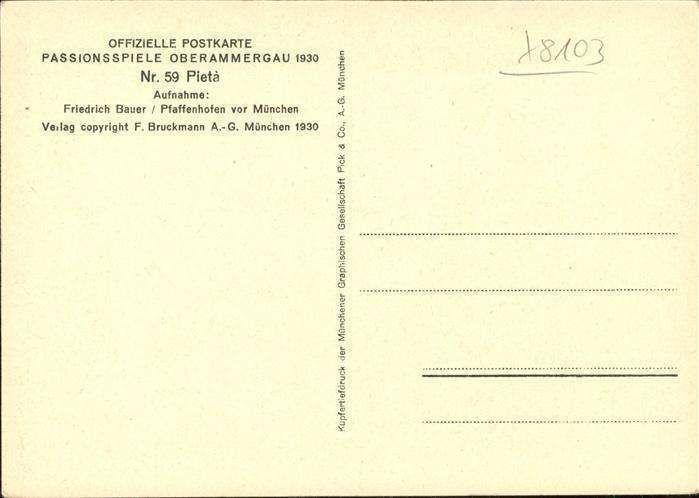 OFFIZIELLE POSTKARTE
PASSIONSSPIELE OBERAMMERGAU 1930
Nr. 59 Pietà
Aufnahme:
Friedrich Bauer / Pfaffenhofen vor München
Verlag copyright F. Bruckmann A.-G. München 1930
Kupfertiefdruck der Münchener Graphischen Gesellschaft Pick & Co., A.-G. München
+8103